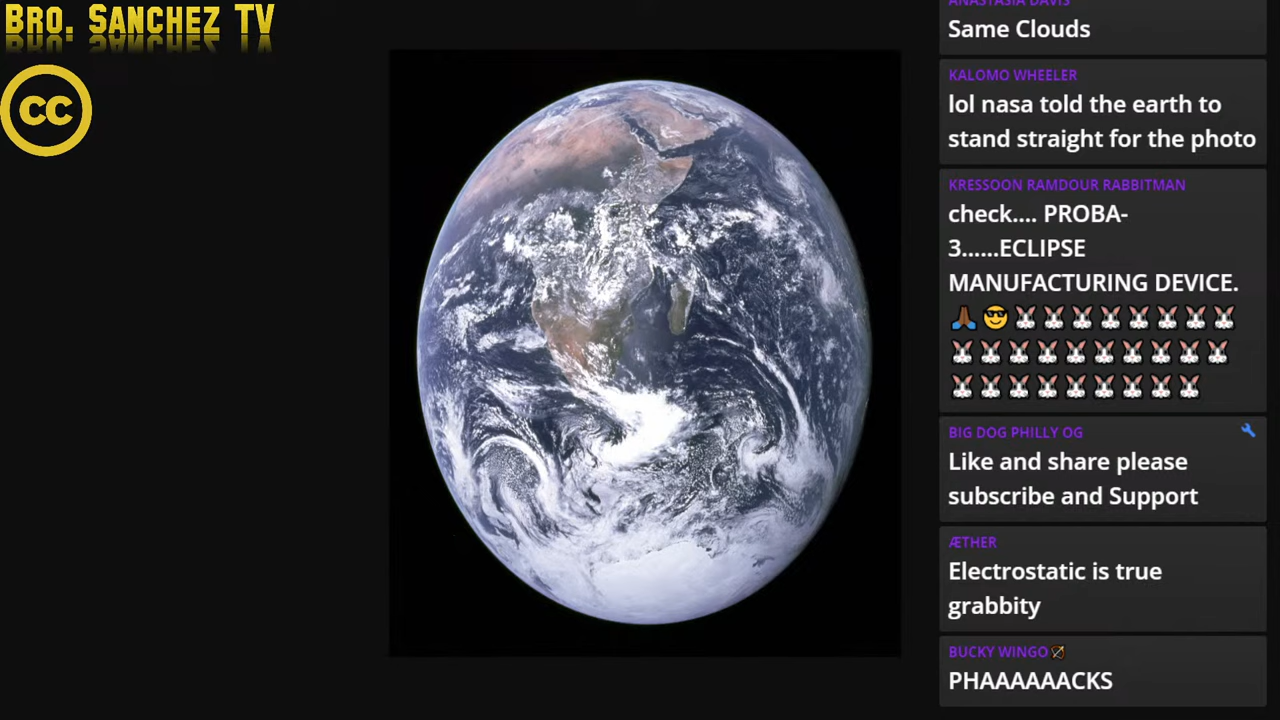 BRO. SANCHEZ TV
CC
ANASTASIA DAVIS
Same Clouds
KALOMO WHEELER
lol nasa told the earth to
stand straight for the photo
KRESSOON RAMDOUR RABBITMAN
check.... PROBA-
3......ECLIPSE
MANUFACTURING DEVICE.
BIG DOG PHILLY OG
Like and share please
subscribe and Support
ÆTHER
Electrostatic is true
grabbity
BUCKY WINGO
PHAAAAAACKS